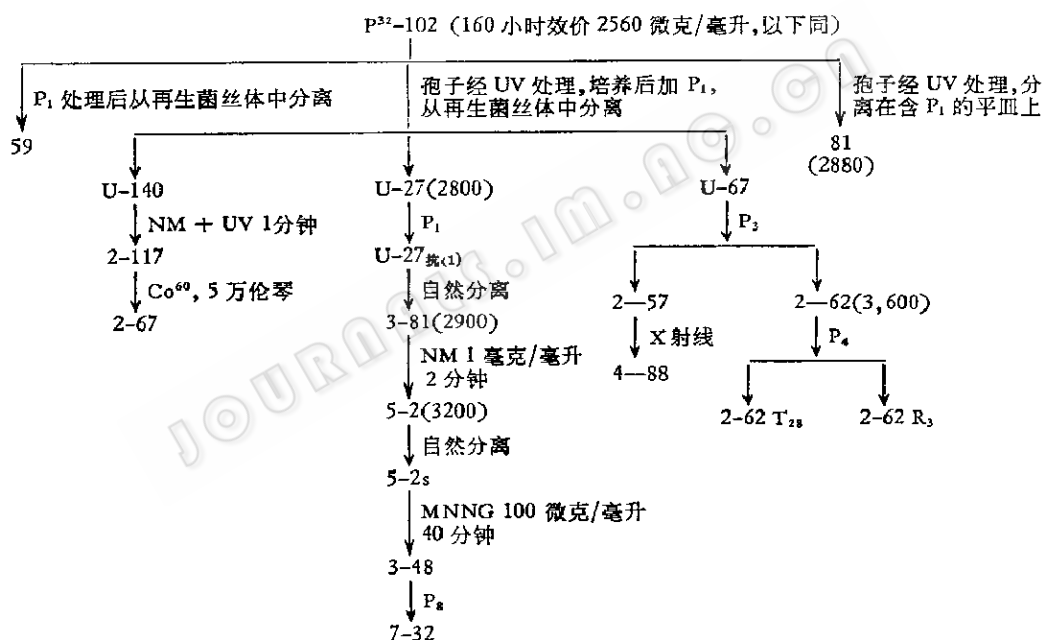 P³²-102 (160 小时效价 2560 微克/毫升,以下同)
P₁ 处理后从再生菌丝体中分离
孢子经 UV 处理,培养后加 P₁,
从再生菌丝体中分离
孢子经 UV 处理,分
离在含 P₁ 的平皿上
59
81
(2880)
U-140
U-27(2800)
U-67
NM + UV 1分钟
P₁
P₃
2-117
U-27抗(1)
Co⁶⁰, 5 万伦琴
自然分离
2-67
3-81(2900)
2—57
2—62(3,600)
NM 1 毫克/毫升
2 分钟
X 射线
P₄
4—88
5-2(3200)
2-62 T₂₈
2-62 R₃
自然分离
5-2s
MNNG 100 微克/毫升
40 分钟
3-48
P₈
7-32
JOURNALS.IM.AC.CN